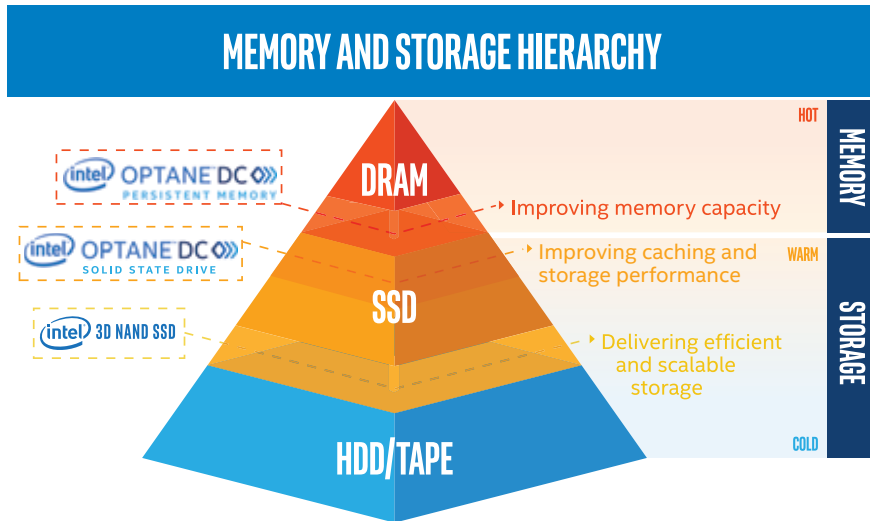 MEMORY AND STORAGE HIERARCHY
HOT
MEMORY
intel OPTANE DC
PERSISTENT MEMORY
DRAM
Improving memory capacity
intel OPTANE DC
SOLID STATE DRIVE
Improving caching and
storage performance
WARM
SSD
STORAGE
intel 3D NAND SSD
Delivering efficient
and scalable
storage
COLD
HDD/TAPE